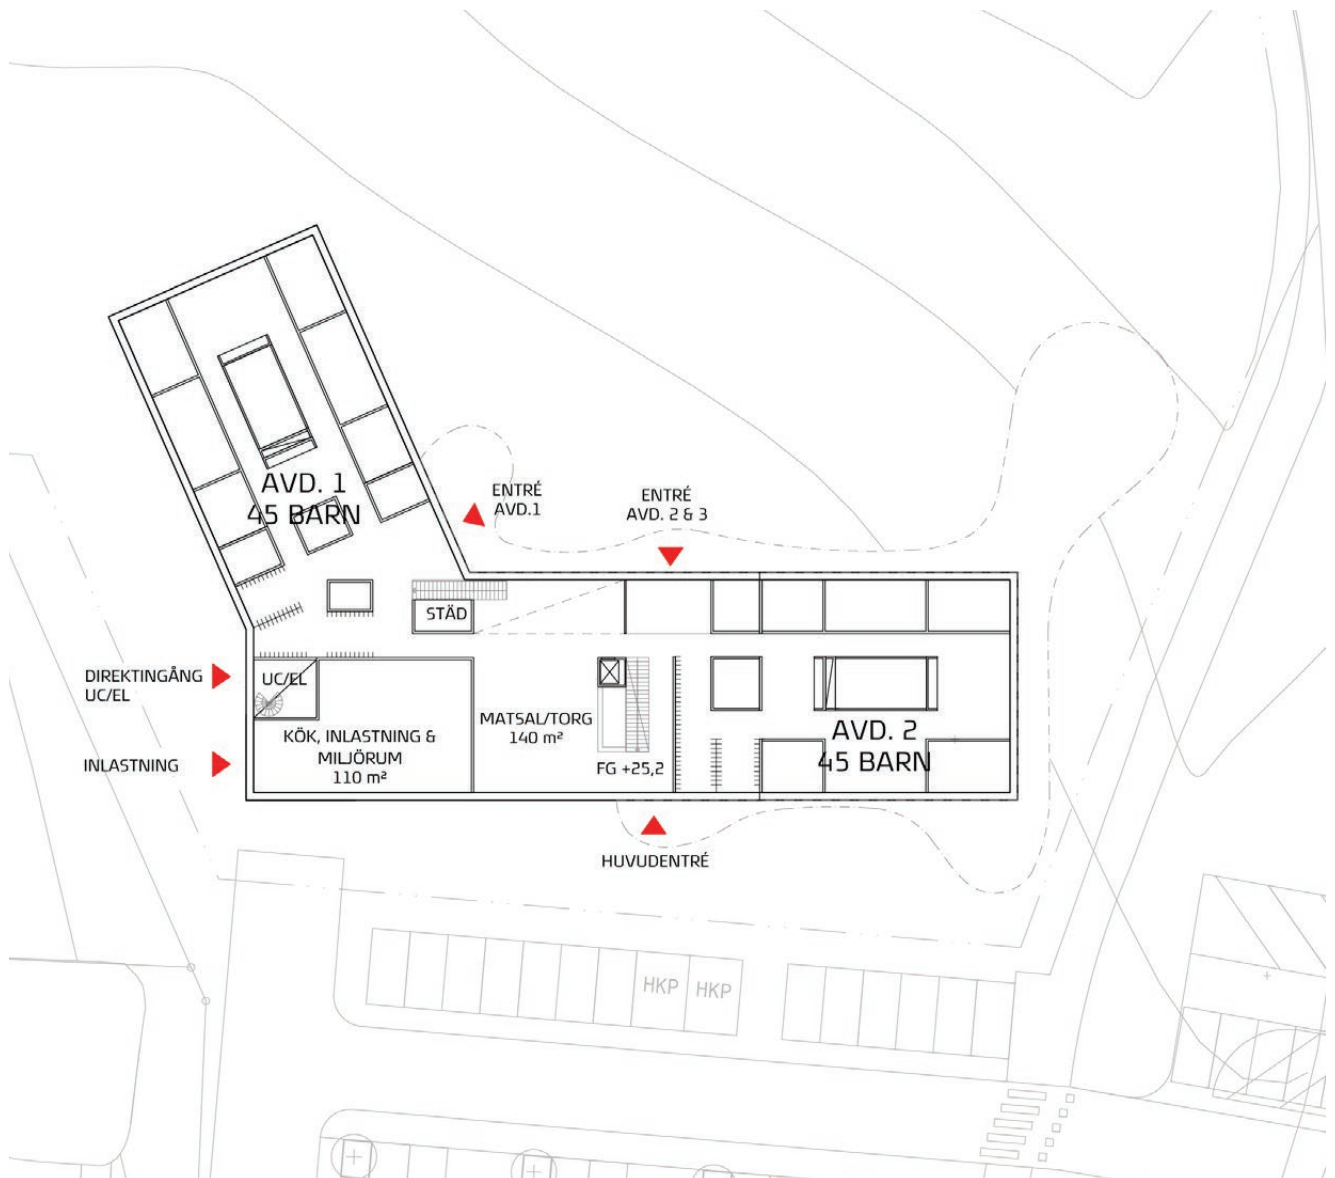 AVD. 1
45 BARN
ENTRÉ
AVD.1
ENTRÉ
AVD. 2 & 3
STÄD
DIREKTINGÅNG
UC/EL
UC/EL
INLASTNING
KÖK, INLASTNING &
MILJÖRUM
110 m²
MATSAL/TORG
140 m²
FG +25,2
AVD. 2
45 BARN
HUVUDENTRÉ
HKP
HKP